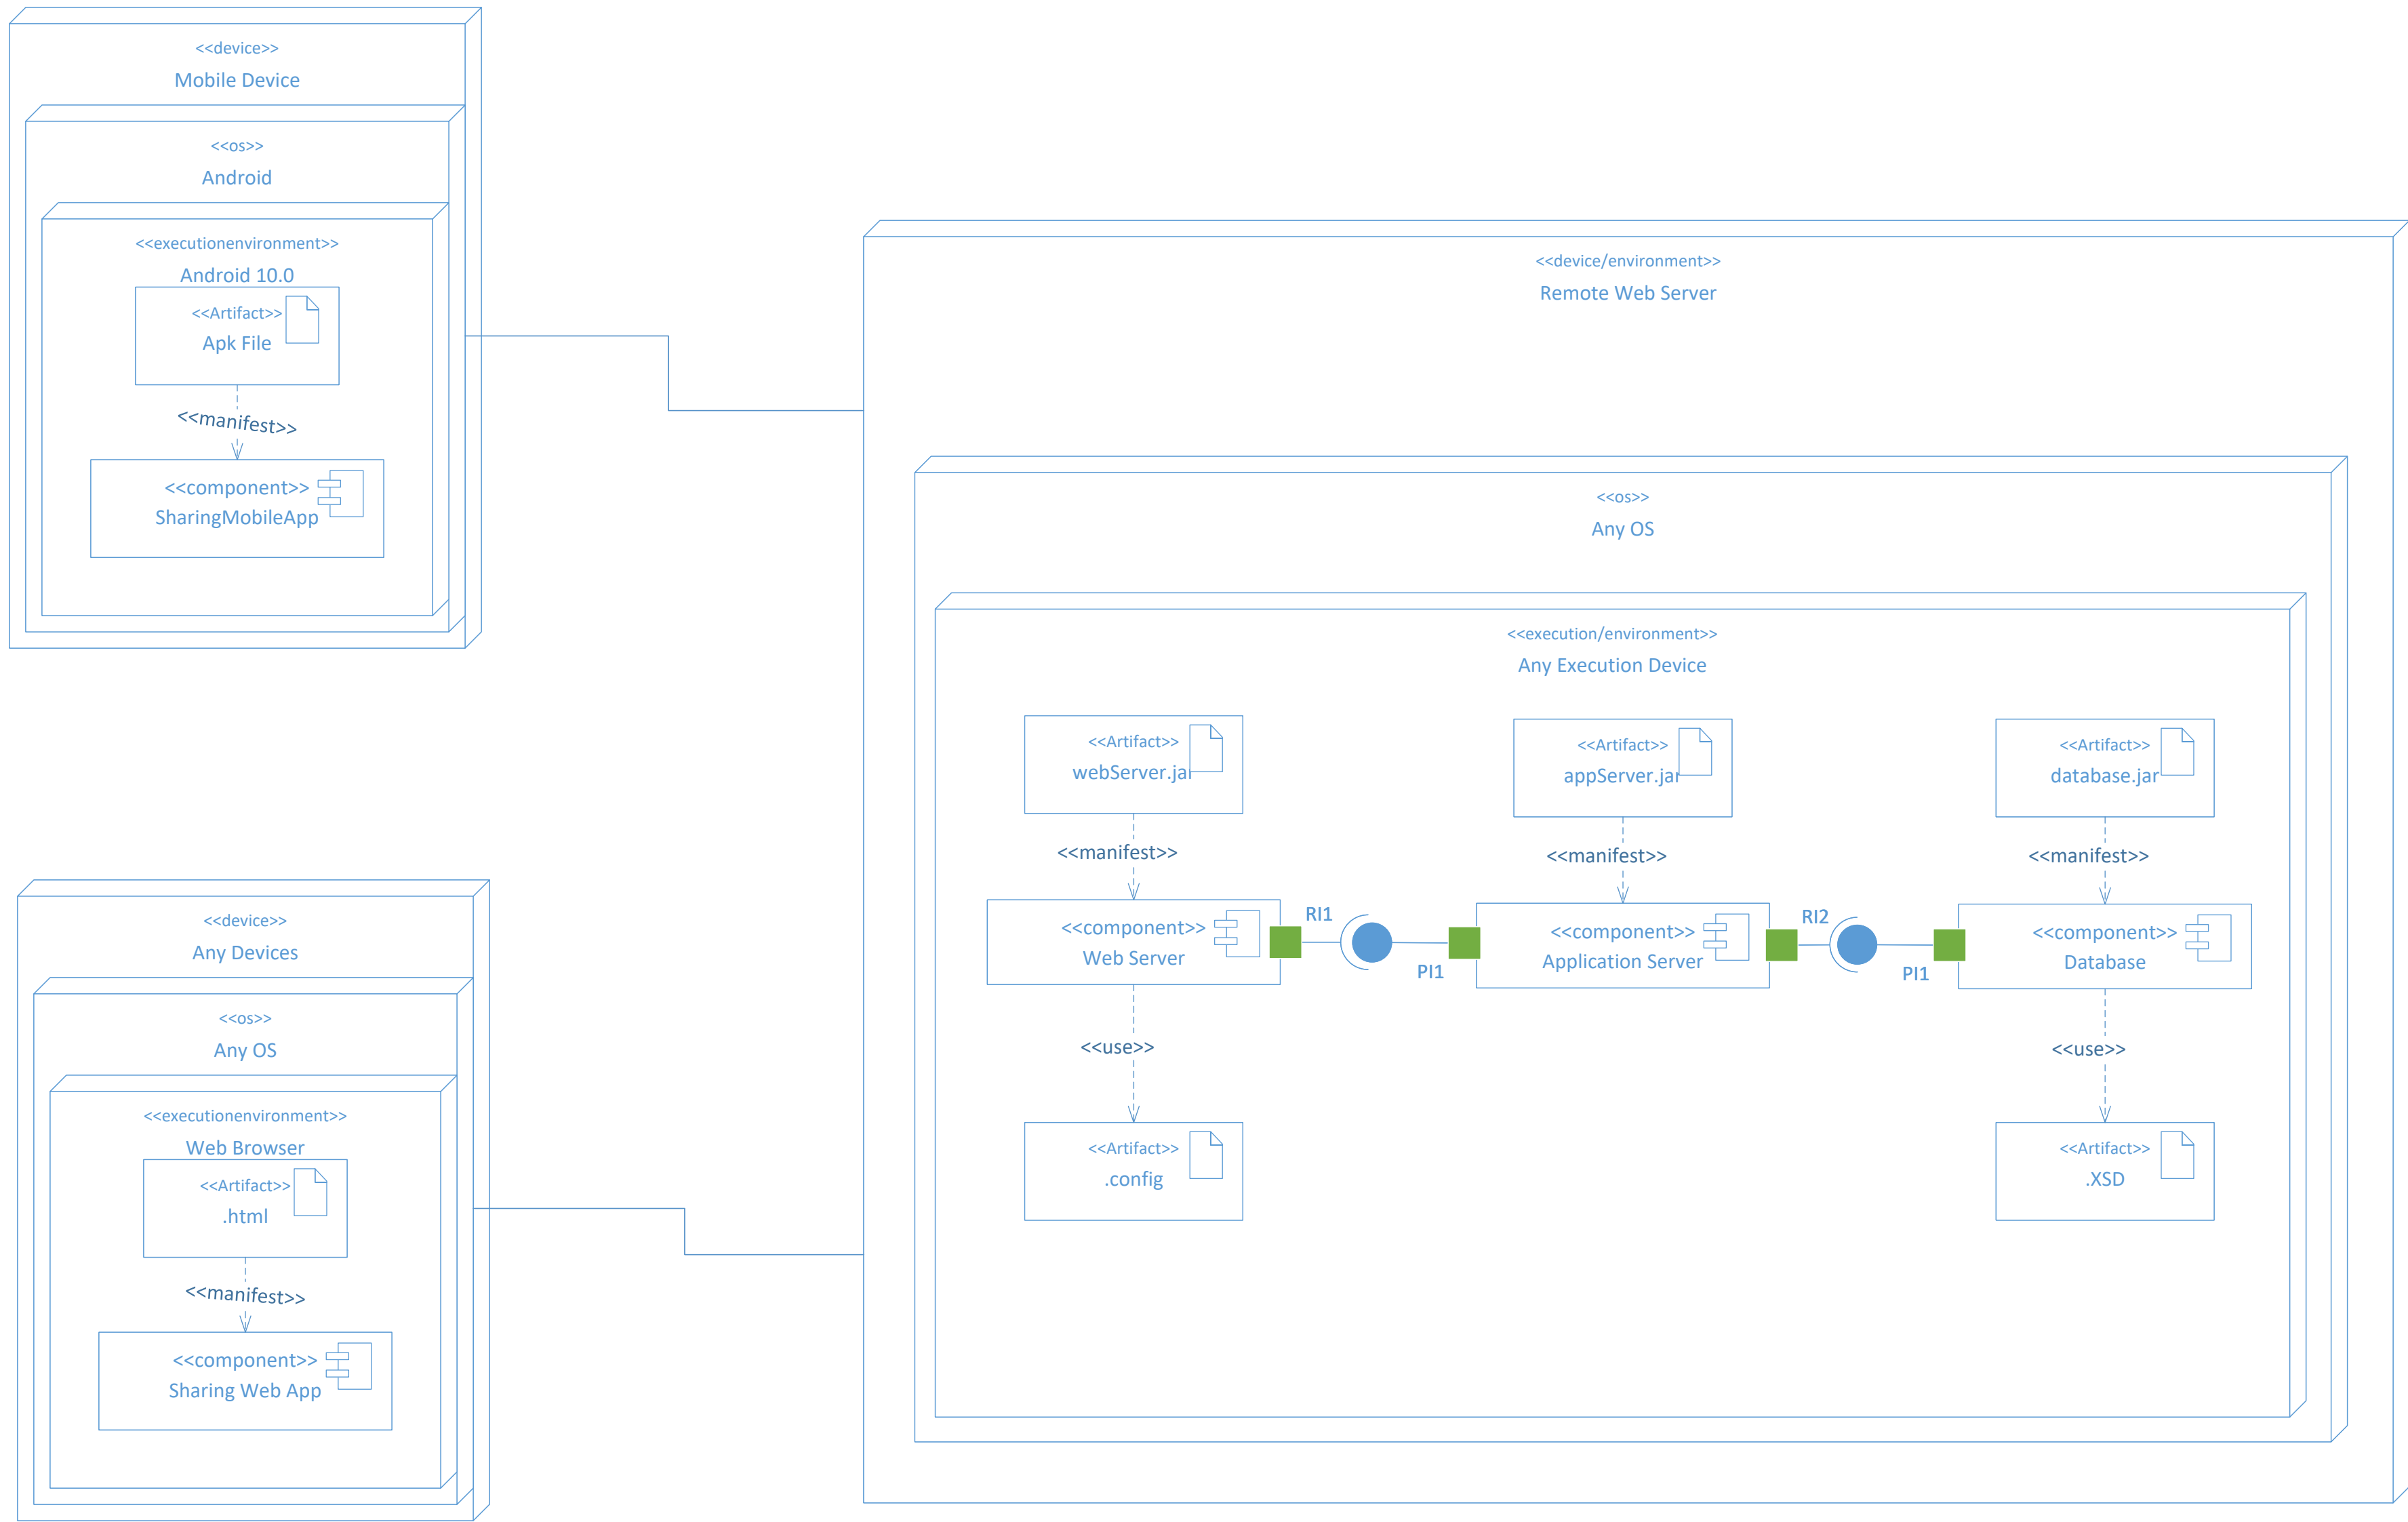 <<device>>
Mobile Device
<<os>>
Android
<<executionenvironment>>
Android 10.0
<<Artifact>>
Apk File
<<manifest>>
<<component>>
SharingMobileApp
<<device>>
Any Devices
<<os>>
Any OS
<<executionenvironment>>
Web Browser
<<Artifact>>
.html
<<manifest>>
<<component>>
Sharing Web App
<<device/environment>>
Remote Web Server
<<os>>
Any OS
<<execution/environment>>
Any Execution Device
<<Artifact>>
webServer.jar
<<manifest>>
<<component>>
Web Server
<<use>>
<<Artifact>>
.config
RI1
PI1
<<Artifact>>
appServer.jar
<<manifest>>
<<component>>
Application Server
RI2
PI1
<<Artifact>>
database.jar
<<manifest>>
<<component>>
Database
<<use>>
<<Artifact>>
.XSD